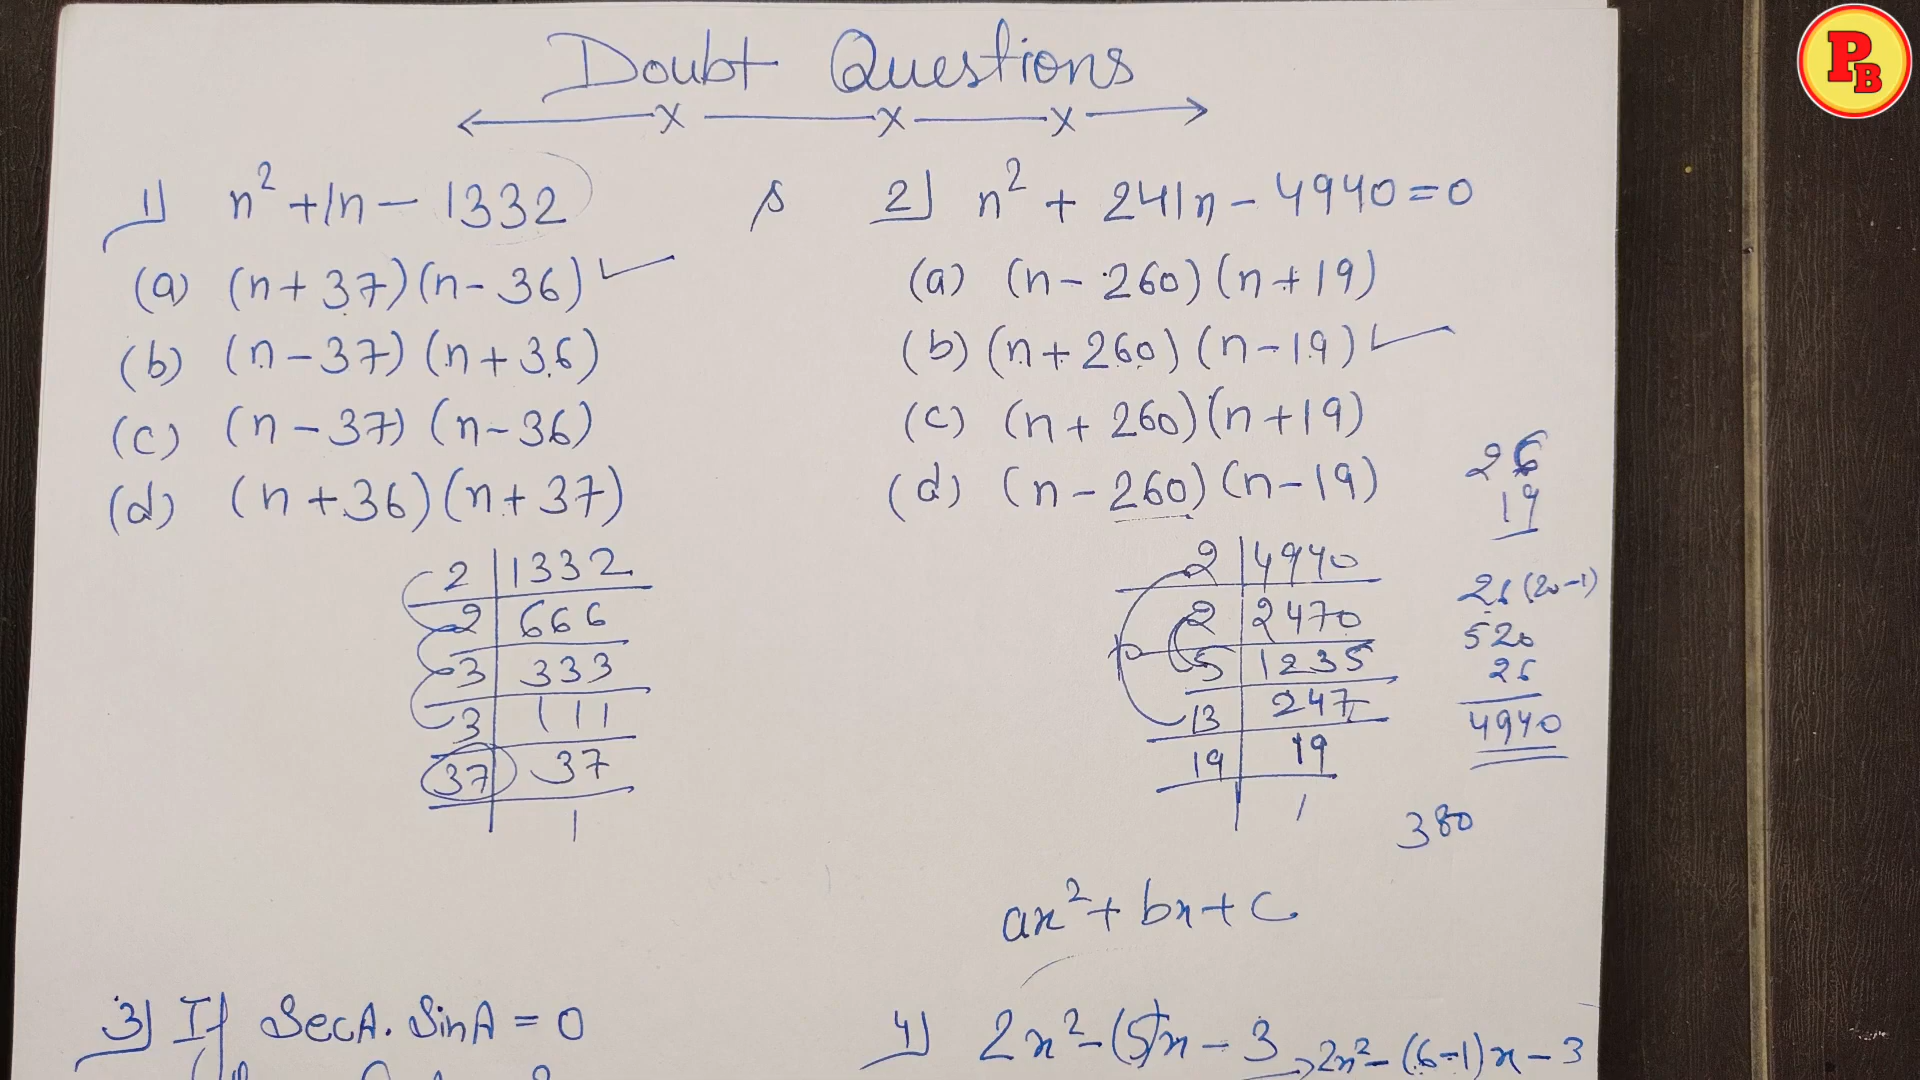 PB
Doubt Questions
1) n² + 1n - 1332
(a) (n + 37)(n - 36) ✓
(b) (n - 37) (n + 36)
(c) (n - 37) (n - 36)
(d) (n + 36)(n + 37)
2 | 1332
2 | 666
3 | 333
3 | 111
37 | 37
1
2) n² + 241n - 4940 = 0
(a) (n - 260)(n + 19)
(b) (n + 260)(n - 19) ✓
(c) (n + 260)(n + 19)
(d) (n - 260)(n - 19)
2 | 4940
2 | 2470
5 | 1235
13 | 247
19 | 19
1
26
19
26(20-1)
520
26
4940
380
ax² + bx + c
3) If SecA. SinA = 0
4) 2x² - (5)x - 3 → 2x² - (6-1)x - 3